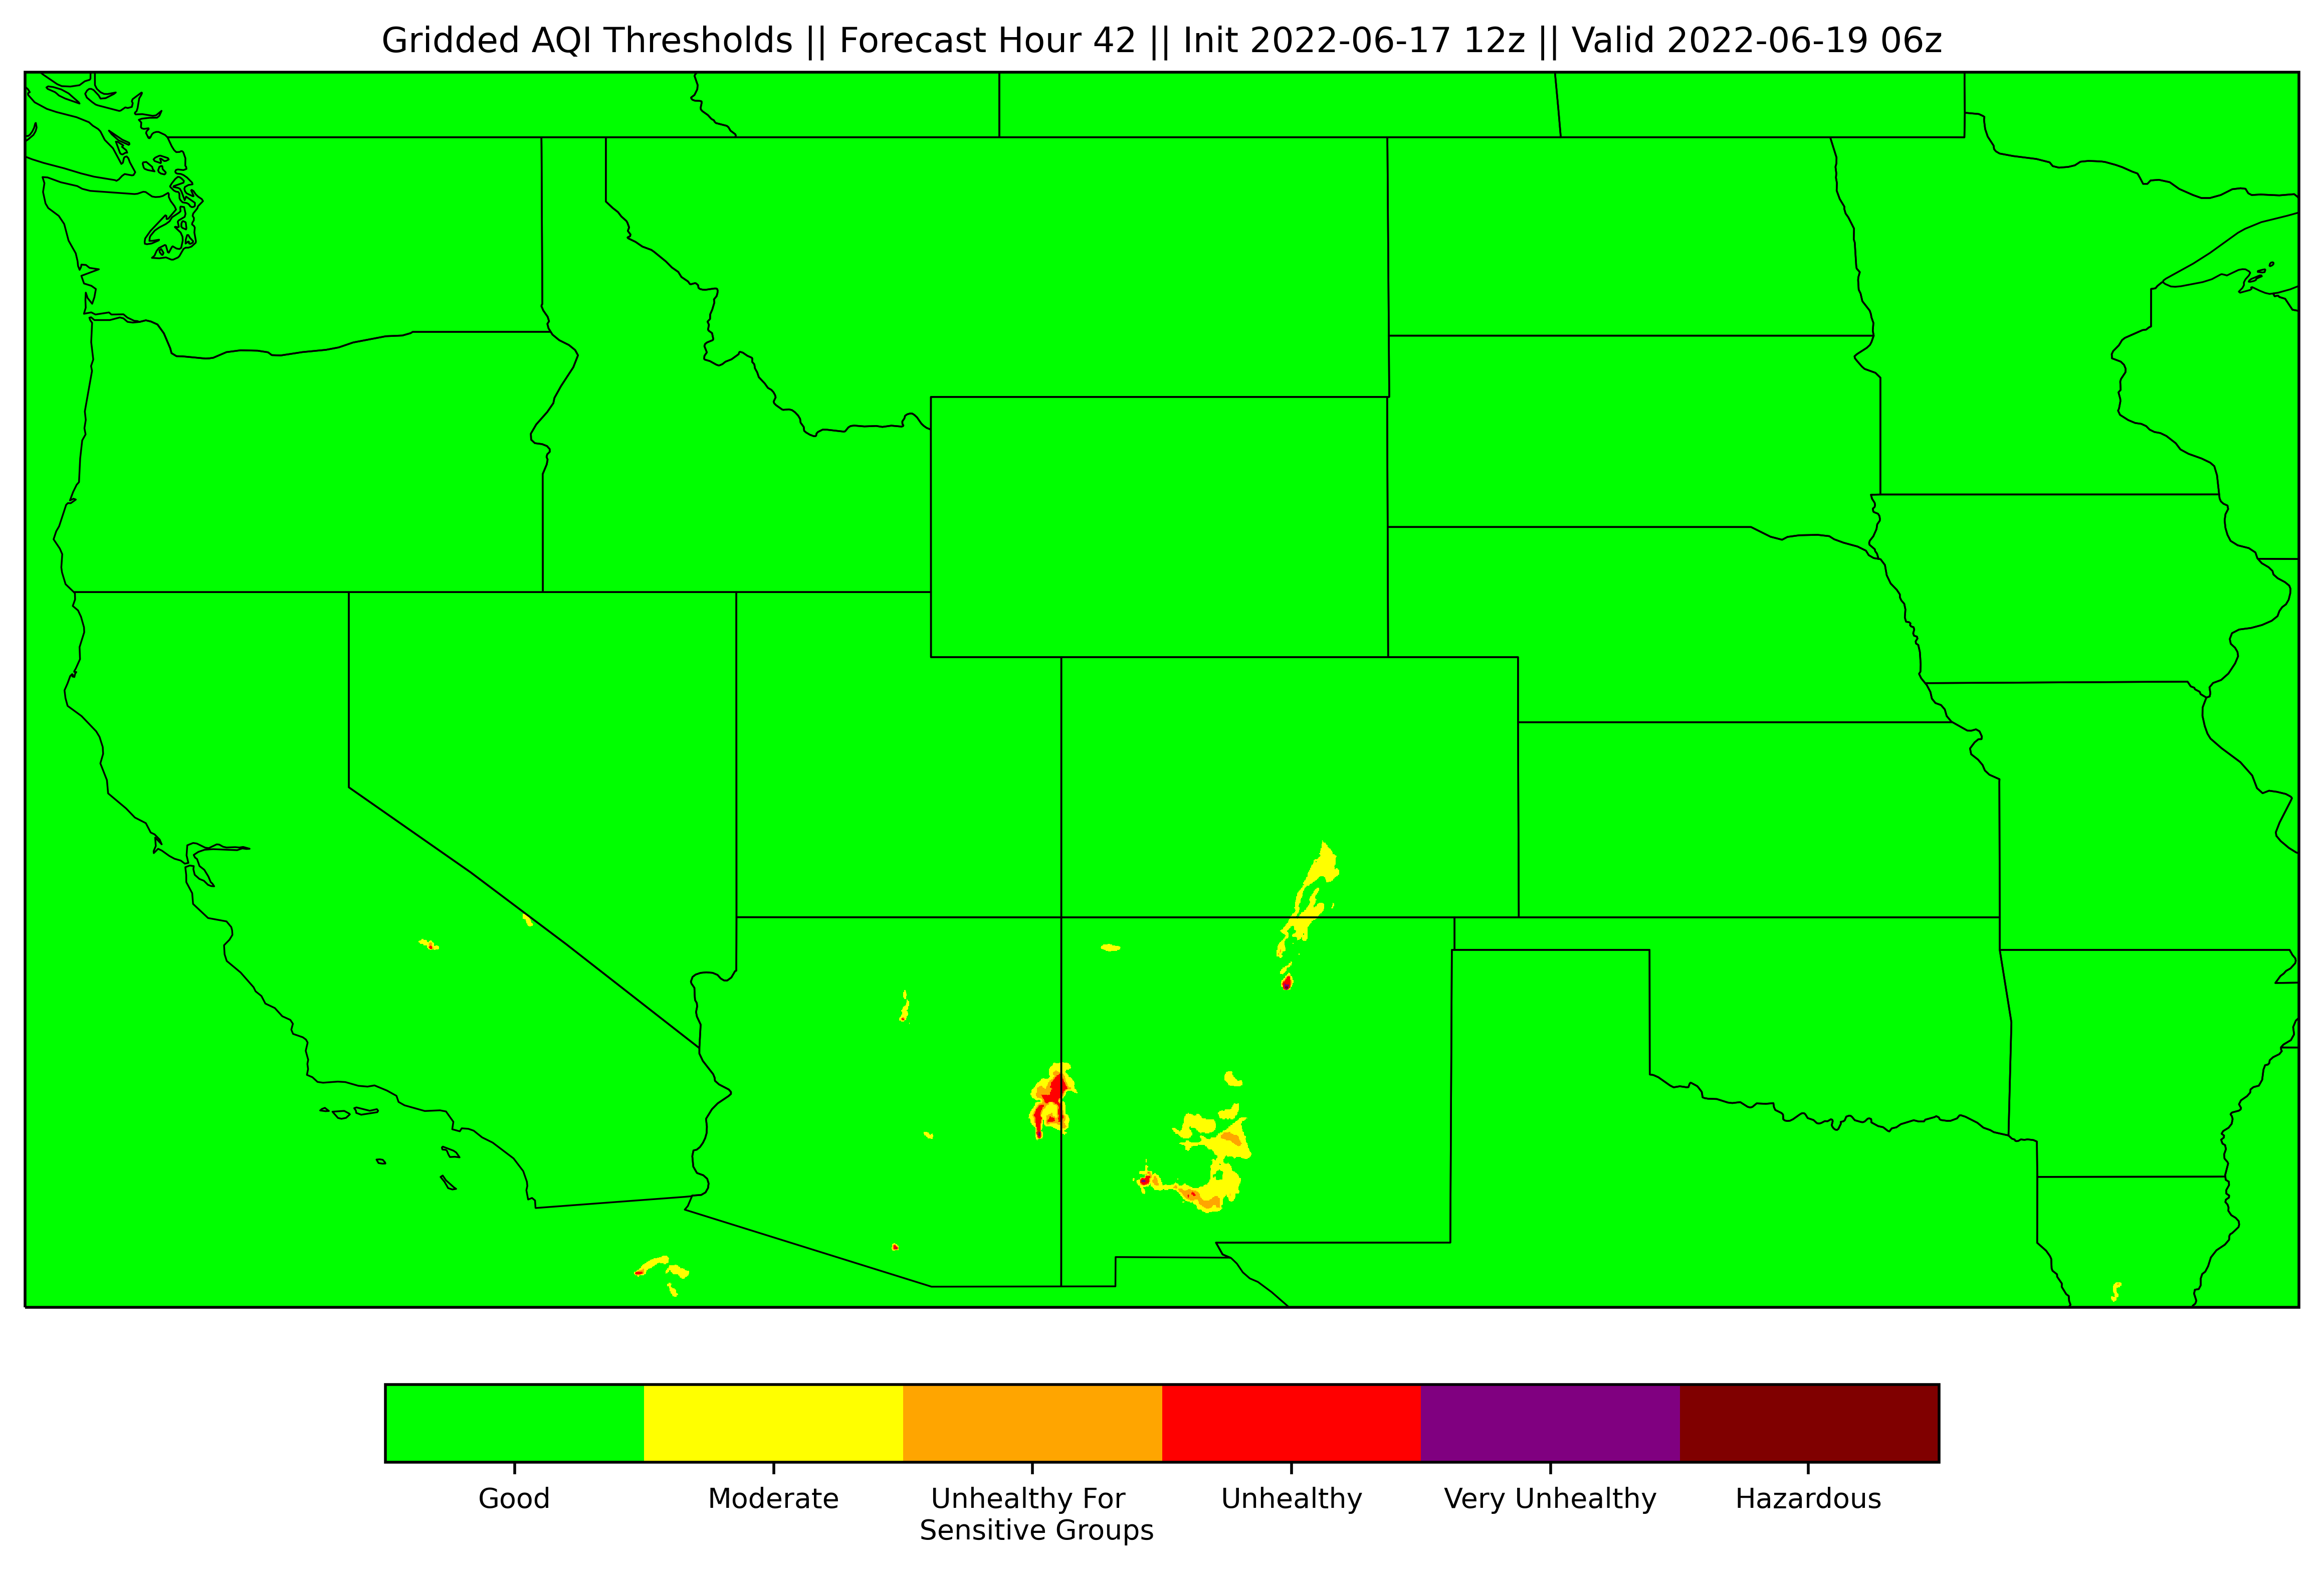 Gridded AQI Thresholds || Forecast Hour 42 || Init 2022-06-17 12z || Valid 2022-06-19 06z
Good
Moderate
Unhealthy For
Sensitive Groups
Unhealthy
Very Unhealthy
Hazardous